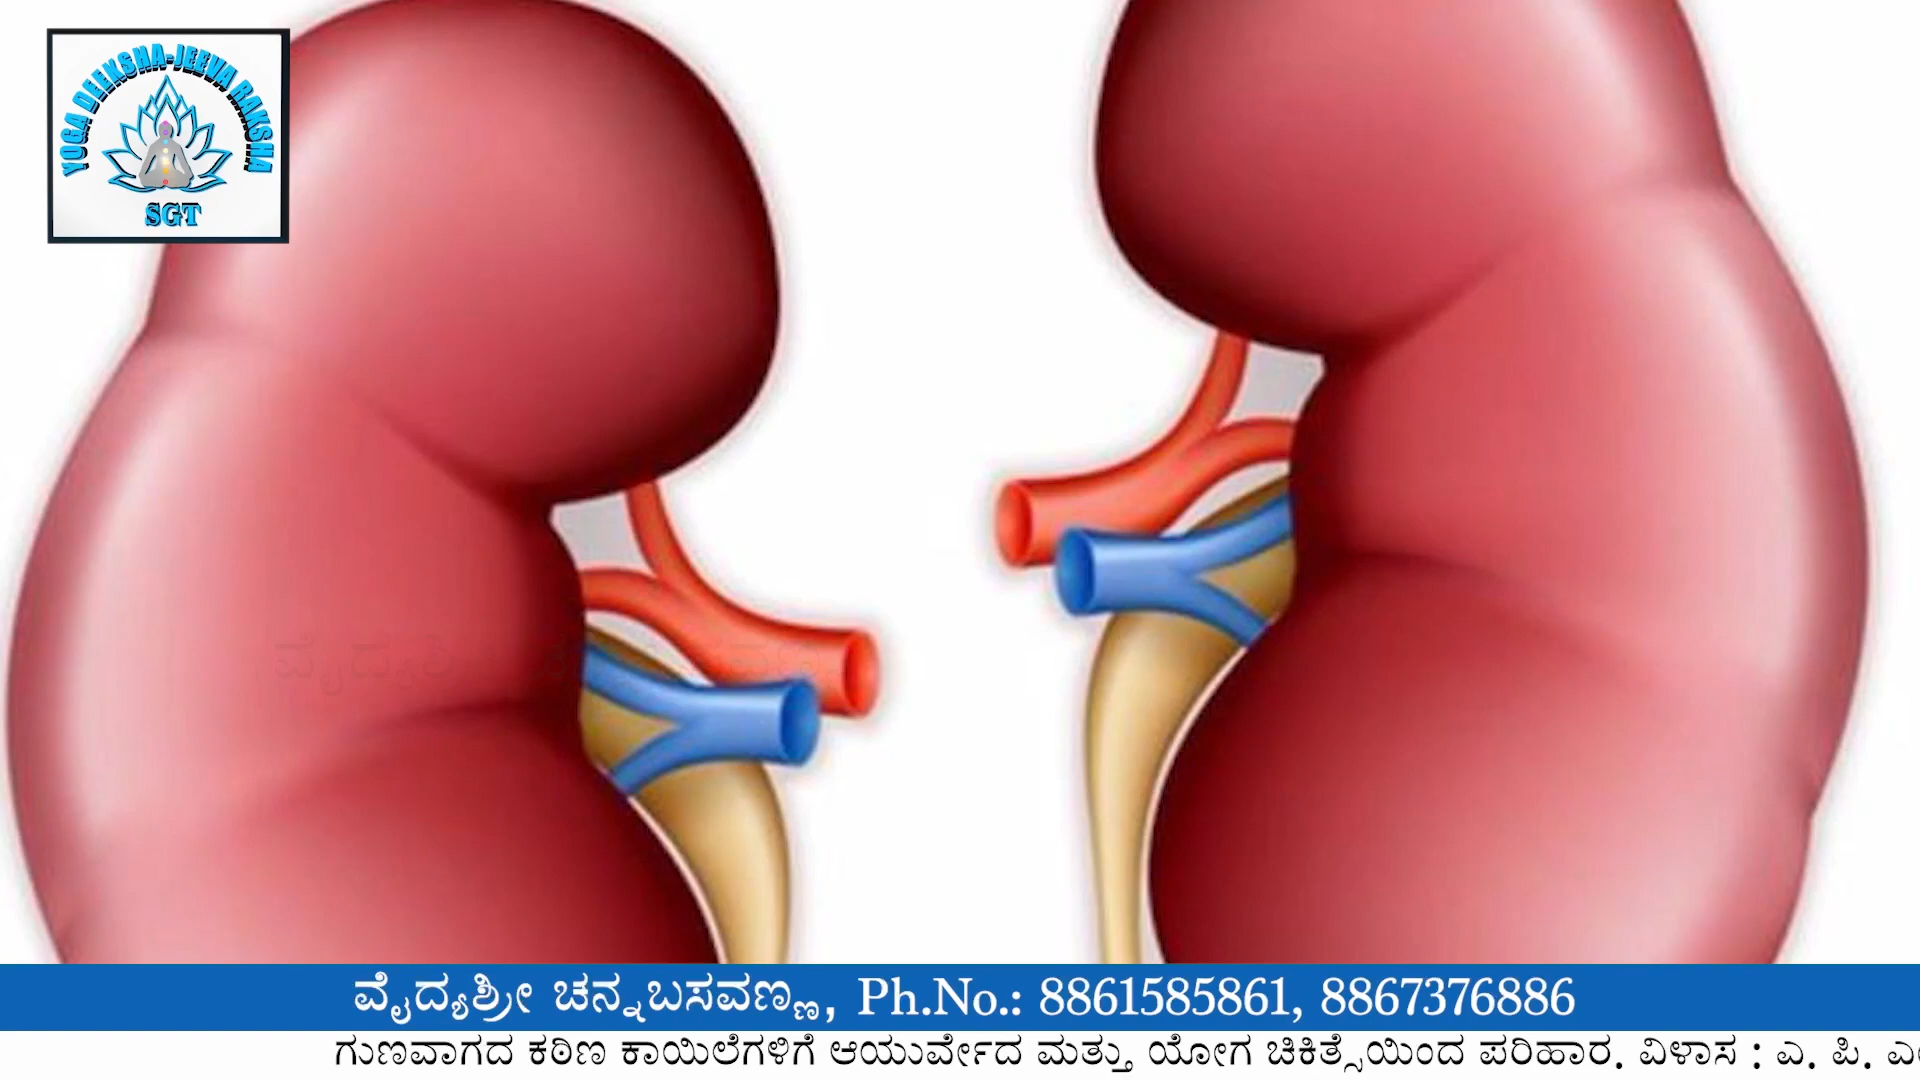 YOGA DEEKSHA-JEEVA RAKSHA
SGT
ವೈದ್ಯಶ್ರೀ
ವೈದ್ಯಶ್ರೀ ಚನ್ನಬಸವಣ್ಣ, Ph.No.: 8861585861, 8867376886
ಗುಣವಾಗದ ಕಠಿಣ ಕಾಯಿಲೆಗಳಿಗೆ ಆಯುರ್ವೇದ ಮತ್ತು ಯೋಗ ಚಿಕಿತ್ಸೆಯಿಂದ ಪರಿಹಾರ. ವಿಳಾಸ : ಎ. ಪಿ.